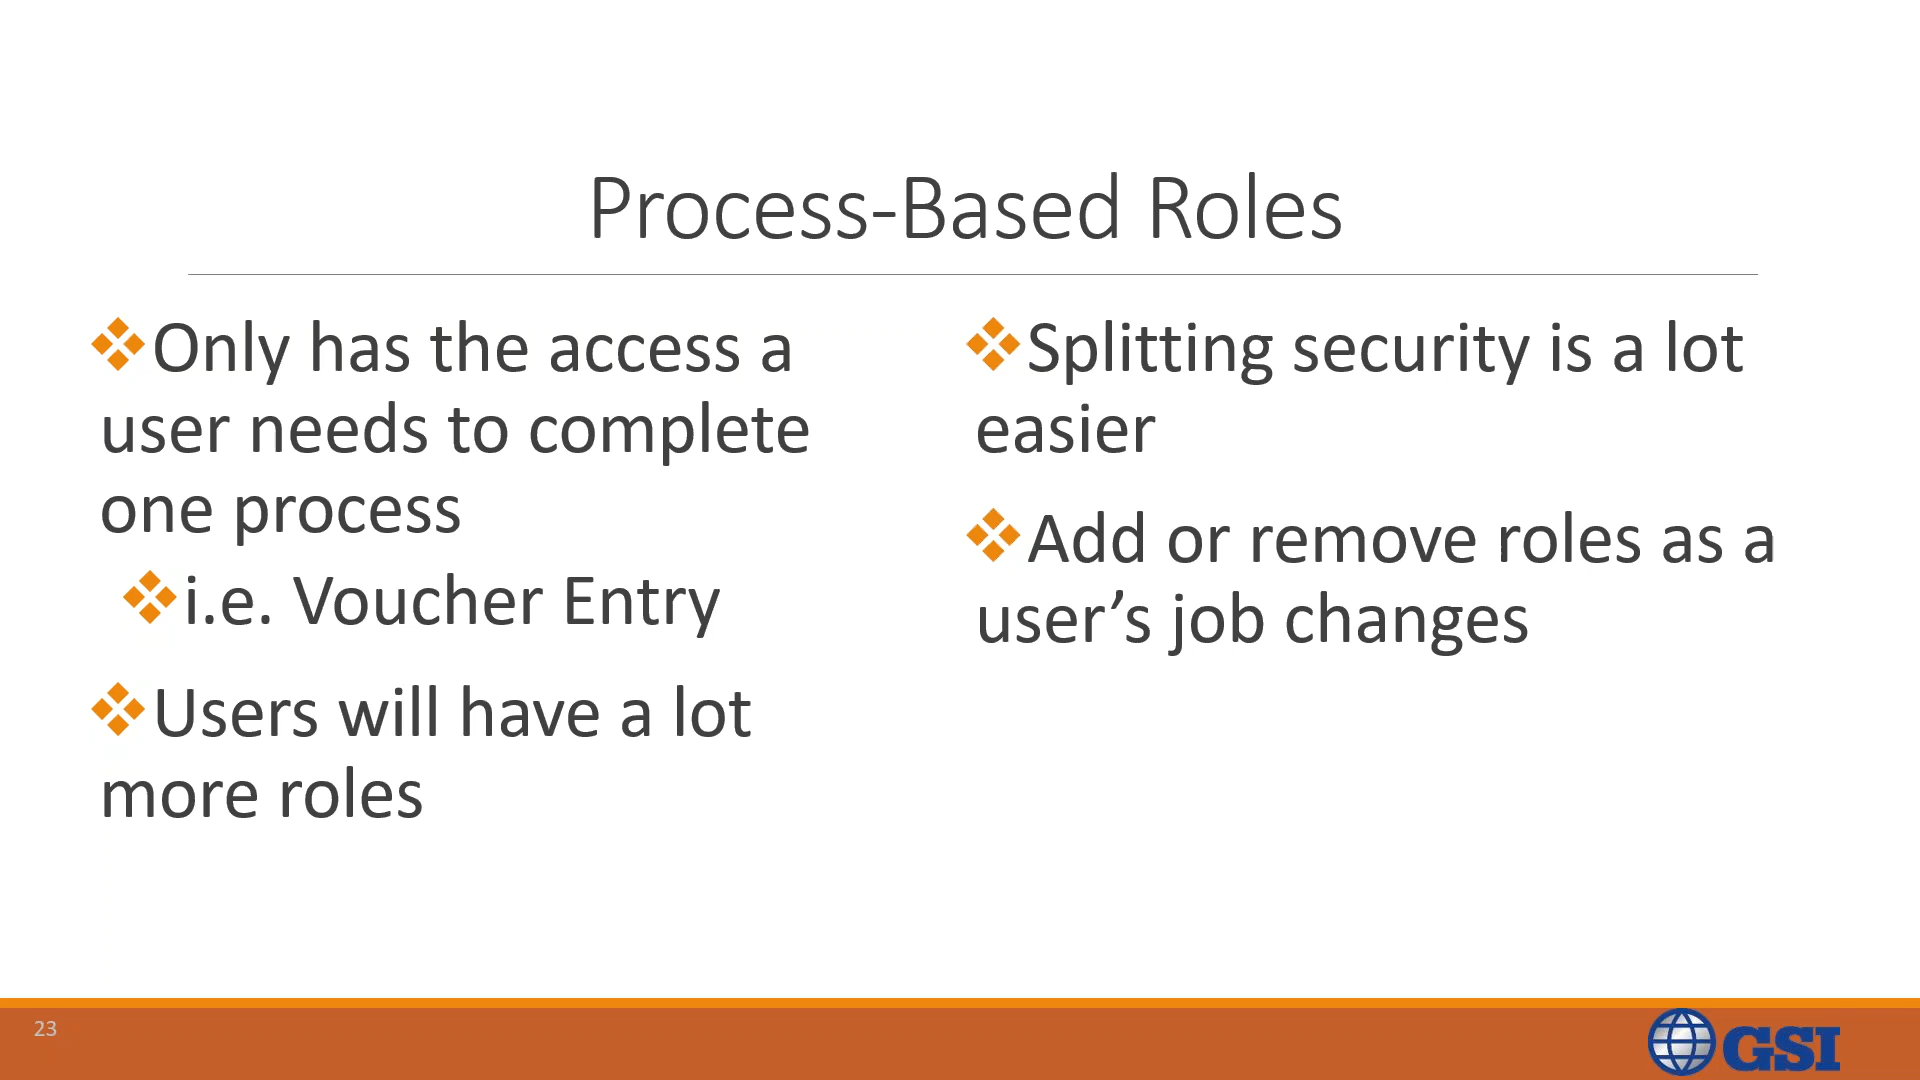 Process-Based Roles
❖Only has the access a
user needs to complete
one process
❖i.e. Voucher Entry
❖Users will have a lot
more roles
❖Splitting security is a lot
easier
❖Add or remove roles as a
user’s job changes
23
GSI